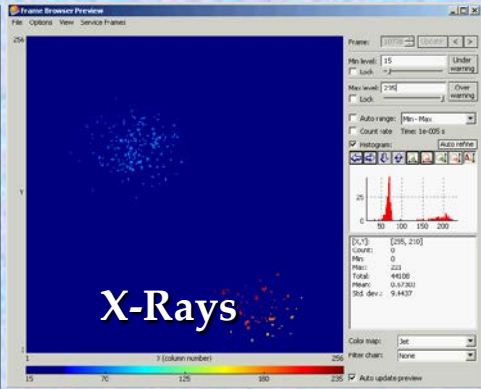 Frame Browser Preview
File Options View Service Frames
256
Y
1
X-Rays
1 X (column number) 256
15 70 125 180 235
Frame: 10728 Update < >
Min level: 15 Under warning
Lock
Max level: 235 Over warning
Lock
Auto range: Min - Max
Count rate Time: 1e-005 s
Histogram: Auto refine
25
0
50 100 150 200
[X,Y]: [255, 210]
Count: 0
Min: 0
Max: 221
Total: 44108
Mean: 0.67303
Std. dev.: 9.4437
Color map: Jet
Filter chain: None
Auto update preview